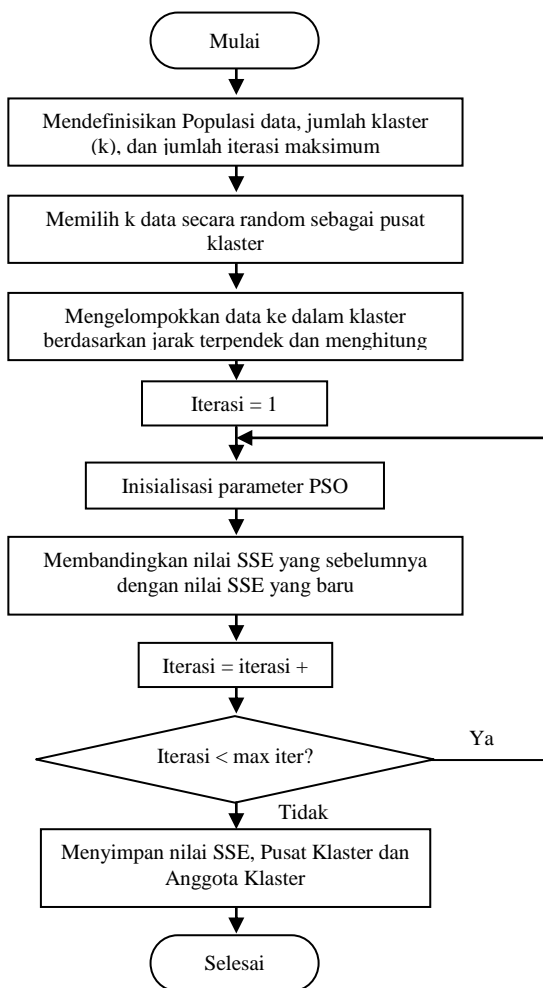 Mulai
Mendefinisikan Populasi data, jumlah klaster
(k), dan jumlah iterasi maksimum
Memilih k data secara random sebagai pusat
klaster
Mengelompokkan data ke dalam klaster
berdasarkan jarak terpendek dan menghitung
Iterasi = 1
Inisialisasi parameter PSO
Membandingkan nilai SSE yang sebelumnya
dengan nilai SSE yang baru
Iterasi = iterasi +
Iterasi < max iter?
Ya
Tidak
Menyimpan nilai SSE, Pusat Klaster dan
Anggota Klaster
Selesai